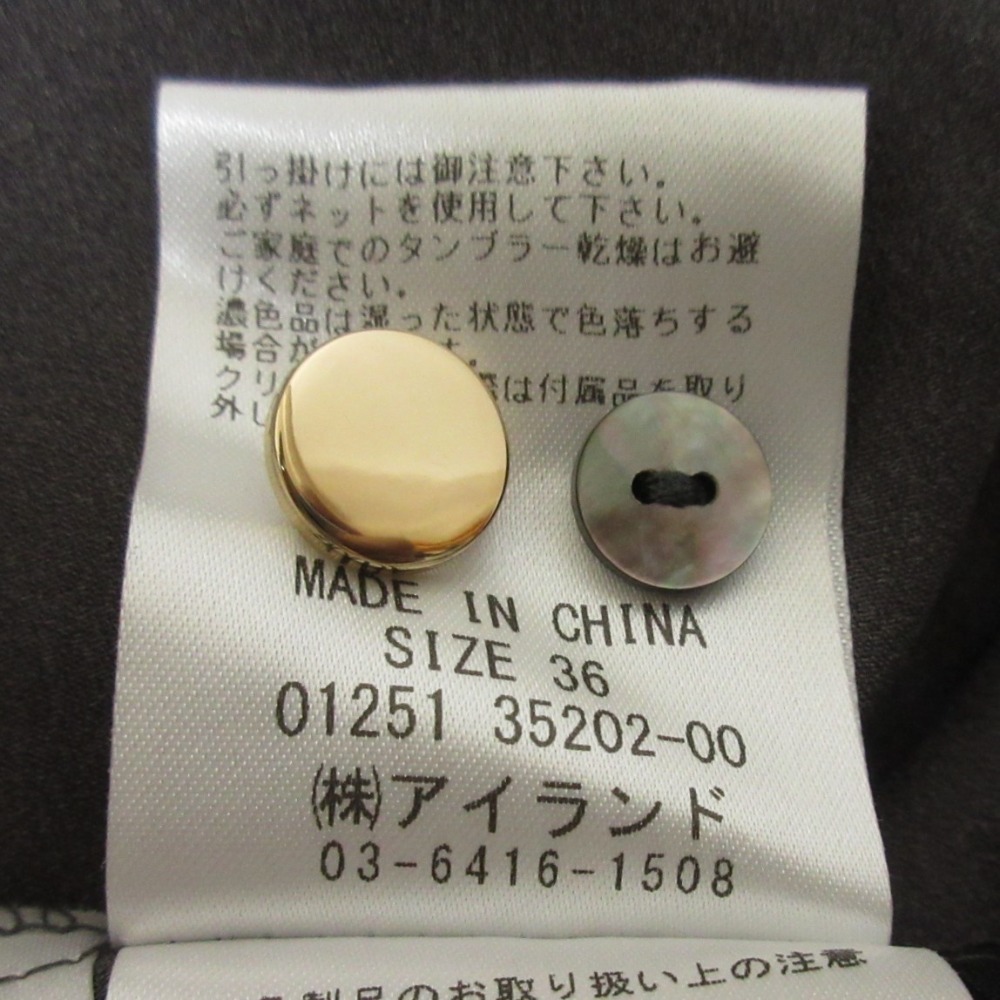 引っ掛けには御注意下さい。
必ずネットを使用して下さい。
ご家庭でのタンブラー乾燥はお避
けください。
濃色品は湿った状態で色落ちする
場合が す。
クリ 際は付属品を取り
外し
MADE IN CHINA
SIZE 36
01251 35202-00
㈱アイランド
03-6416-1508
製品のお取り扱い上の注意